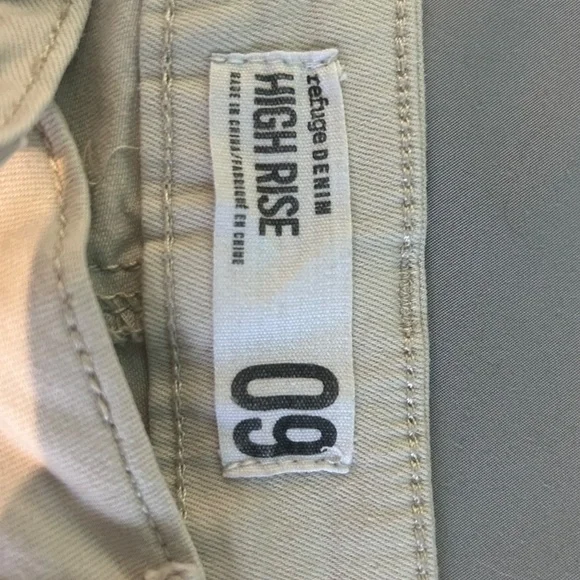 refuge DENIM
HIGH RISE
MADE IN CHINA/FABRIQUÉ EN CHINE
09